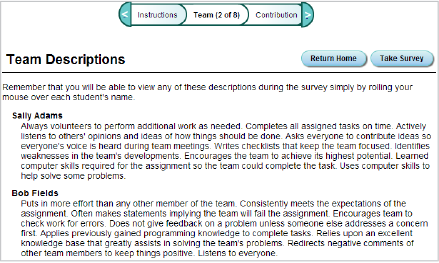 Instructions Team (2 of 8) Contribution
Team Descriptions
Return Home Take Survey
Remember that you will be able to view any of these descriptions during the survey simply by rolling your
mouse over each student's name.
Sally Adams
Always volunteers to perform additional work as needed. Completes all assigned tasks on time. Actively
listens to others' opinions and ideas of how things should be done. Asks everyone to contribute ideas so
everyone's voice is heard during team meetings. Writes checklists that keep the team focused. Identifies
weaknesses in the team's developments. Encourages the team to achieve its highest potential. Learned
computer skills required for the assignment so the team could complete the task. Uses computer skills to
help solve some problems.
Bob Fields
Puts in more effort than any other member of the team. Consistently meets the expectations of the
assignment. Often makes statements implying the team will fail the assignment. Encourages team to
check work for errors. Does not give feedback on a problem unless someone else addresses a concern
first. Applies previously gained programming knowledge to complete tasks. Relies upon an excellent
knowledge base that greatly assists in solving the team's problems. Redirects negative comments of
other team members to keep things positive. Listens to everyone.